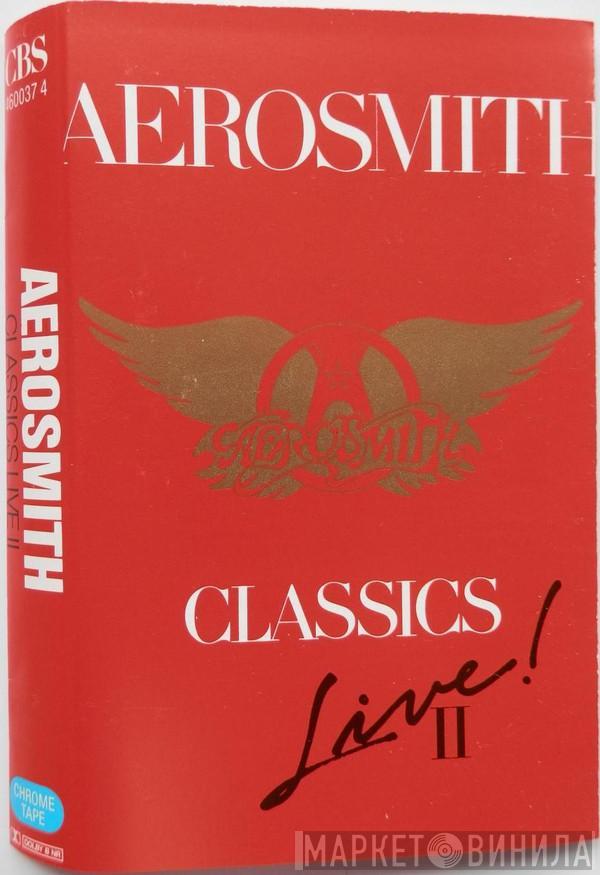 CBS
460037 4
AEROSMITH
CLASSICS LIVE II
AEROSMITH
AEROSMITH
CLASSICS
Live!
II
CHROME
TAPE
DOLBY B NR
МАРКЕТ ВИНИЛА